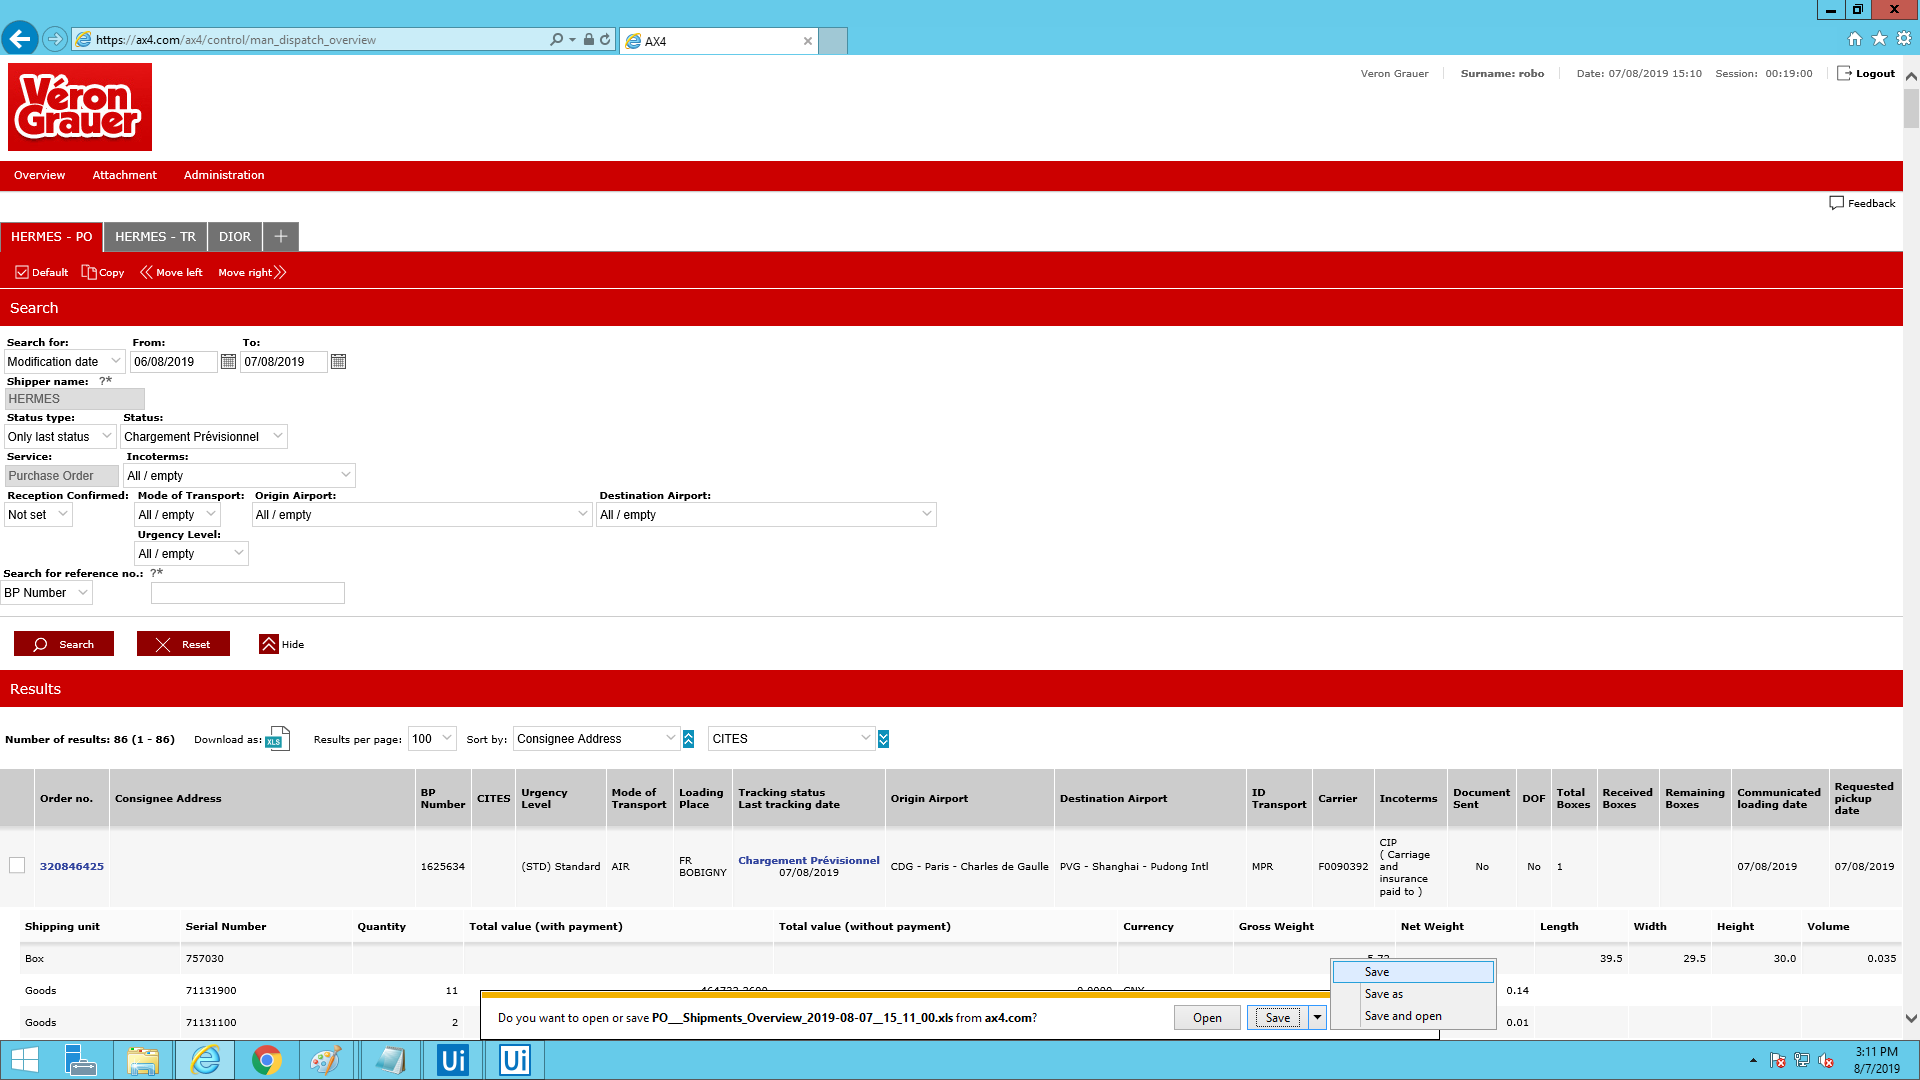 https://ax4.com/ax4/control/man_dispatch_overview
AX4
Véron Grauer
Veron Grauer
Surname: robo
Date: 07/08/2019 15:10
Session: 00:19:00
Logout
Overview Attachment Administration
Feedback
HERMES - PO HERMES - TR DIOR +
Default Copy Move left Move right
Search
Search for: From: To:
Modification date 06/08/2019 07/08/2019
Shipper name: ?*
HERMES
Status type: Status:
Only last status Chargement Prévisionnel
Service: Incoterms:
Purchase Order All / empty
Reception Confirmed: Mode of Transport: Origin Airport: Destination Airport:
Not set All / empty All / empty All / empty
Urgency Level:
All / empty
Search for reference no.: ?*
BP Number
Search Reset Hide
Results
Number of results: 86 (1 - 86) Download as: XLS Results per page: 100 Sort by: Consignee Address CITES
Order no. Consignee Address BP Number CITES Urgency Level Mode of Transport Loading Place Tracking status Last tracking date Origin Airport Destination Airport ID Transport Carrier Incoterms Document Sent DOF Total Boxes Received Boxes Remaining Boxes Communicated loading date Requested pickup date
320846425 1625634 (STD) Standard AIR FR BOBIGNY Chargement Prévisionnel 07/08/2019 CDG - Paris - Charles de Gaulle PVG - Shanghai - Pudong Intl MPR F0090392 CIP ( Carriage and insurance paid to ) No No 1 07/08/2019 07/08/2019
Shipping unit Serial Number Quantity Total value (with payment) Total value (without payment) Currency Gross Weight Net Weight Length Width Height Volume
Box 757030 39.5 29.5 30.0 0.035
Goods 71131900 11 0.14
Goods 71131100 2 0.01
Do you want to open or save PO___Shipments_Overview_2019-08-07__15_11_00.xls from ax4.com?
Open Save
Save
Save as
Save and open
Ui Ui
3:11 PM
8/7/2019